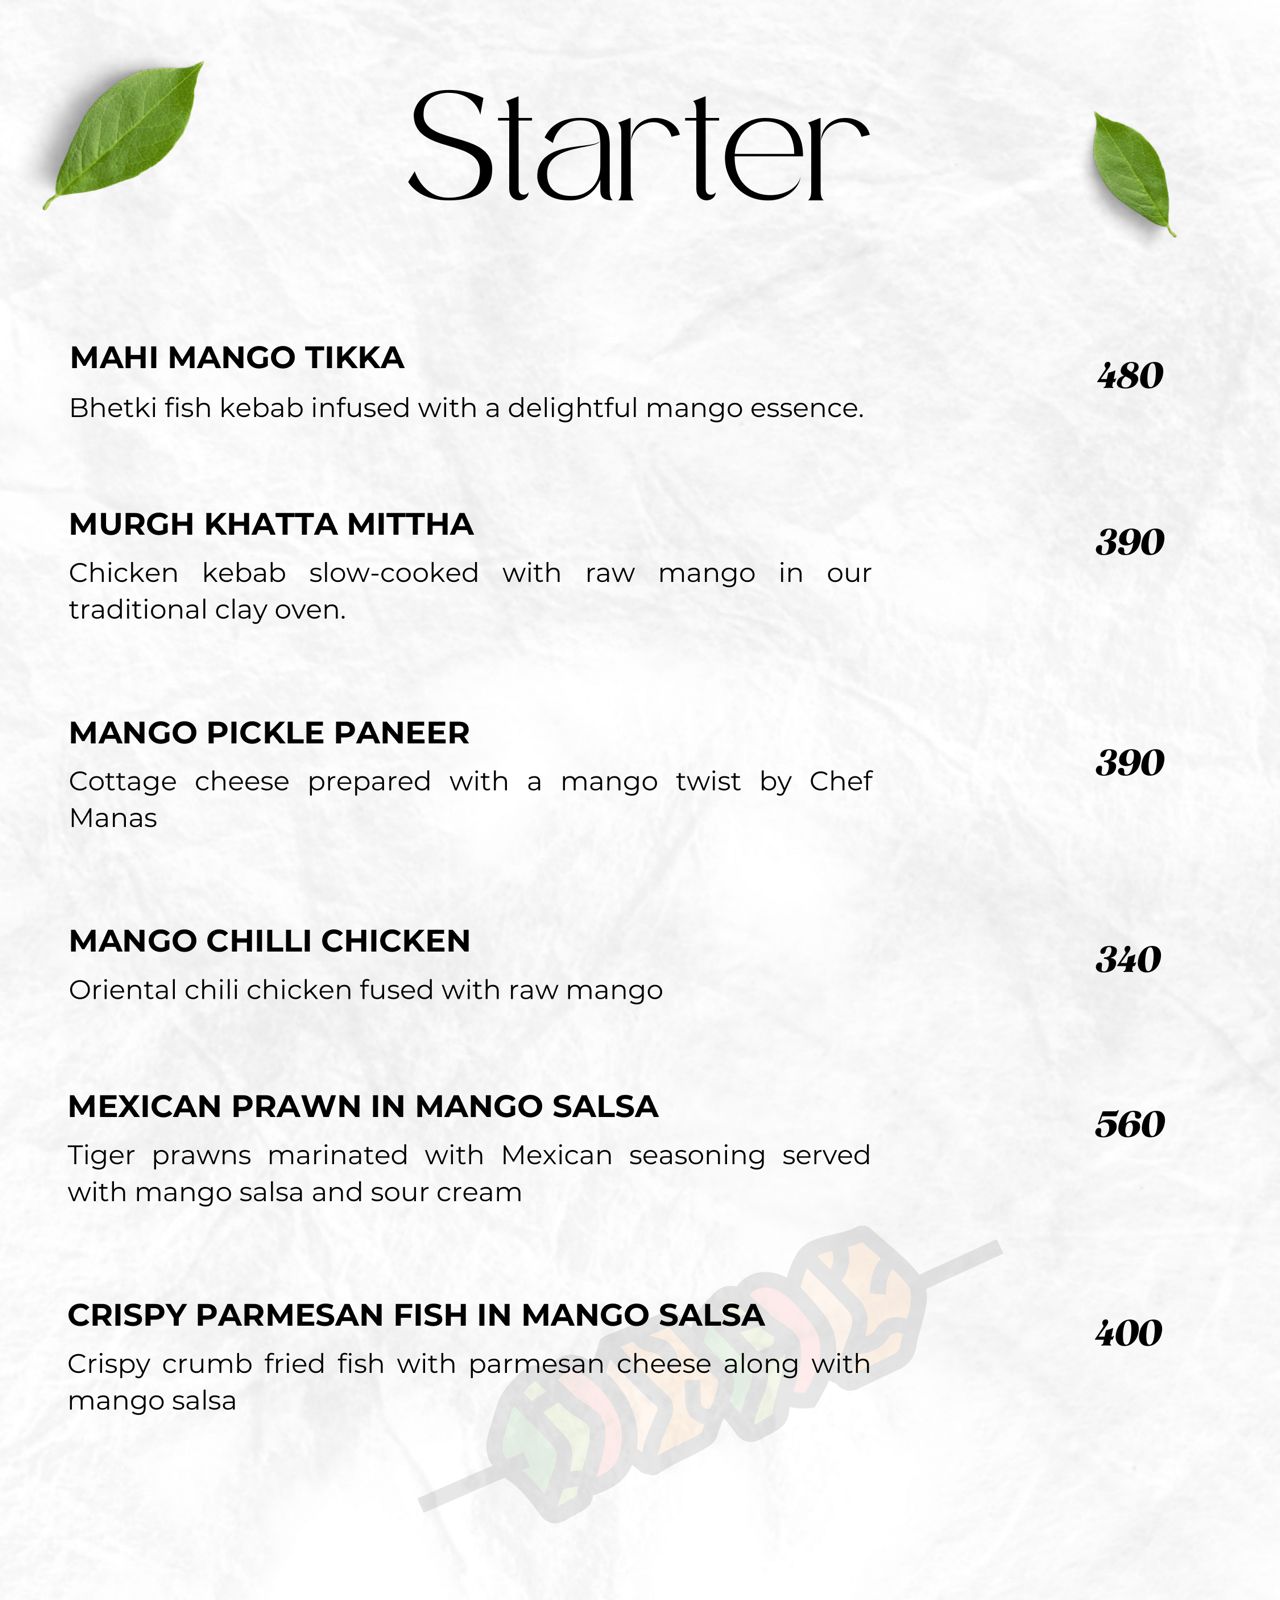 Starter
MAHI MANGO TIKKA
480
Bhetki fish kebab infused with a delightful mango essence.
MURGH KHATTA MITTHA
390
Chicken kebab slow-cooked with raw mango in our
traditional clay oven.
MANGO PICKLE PANEER
390
Cottage cheese prepared with a mango twist by Chef
Manas
MANGO CHILLI CHICKEN
340
Oriental chili chicken fused with raw mango
MEXICAN PRAWN IN MANGO SALSA
560
Tiger prawns marinated with Mexican seasoning served
with mango salsa and sour cream
CRISPY PARMESAN FISH IN MANGO SALSA
400
Crispy crumb fried fish with parmesan cheese along with
mango salsa